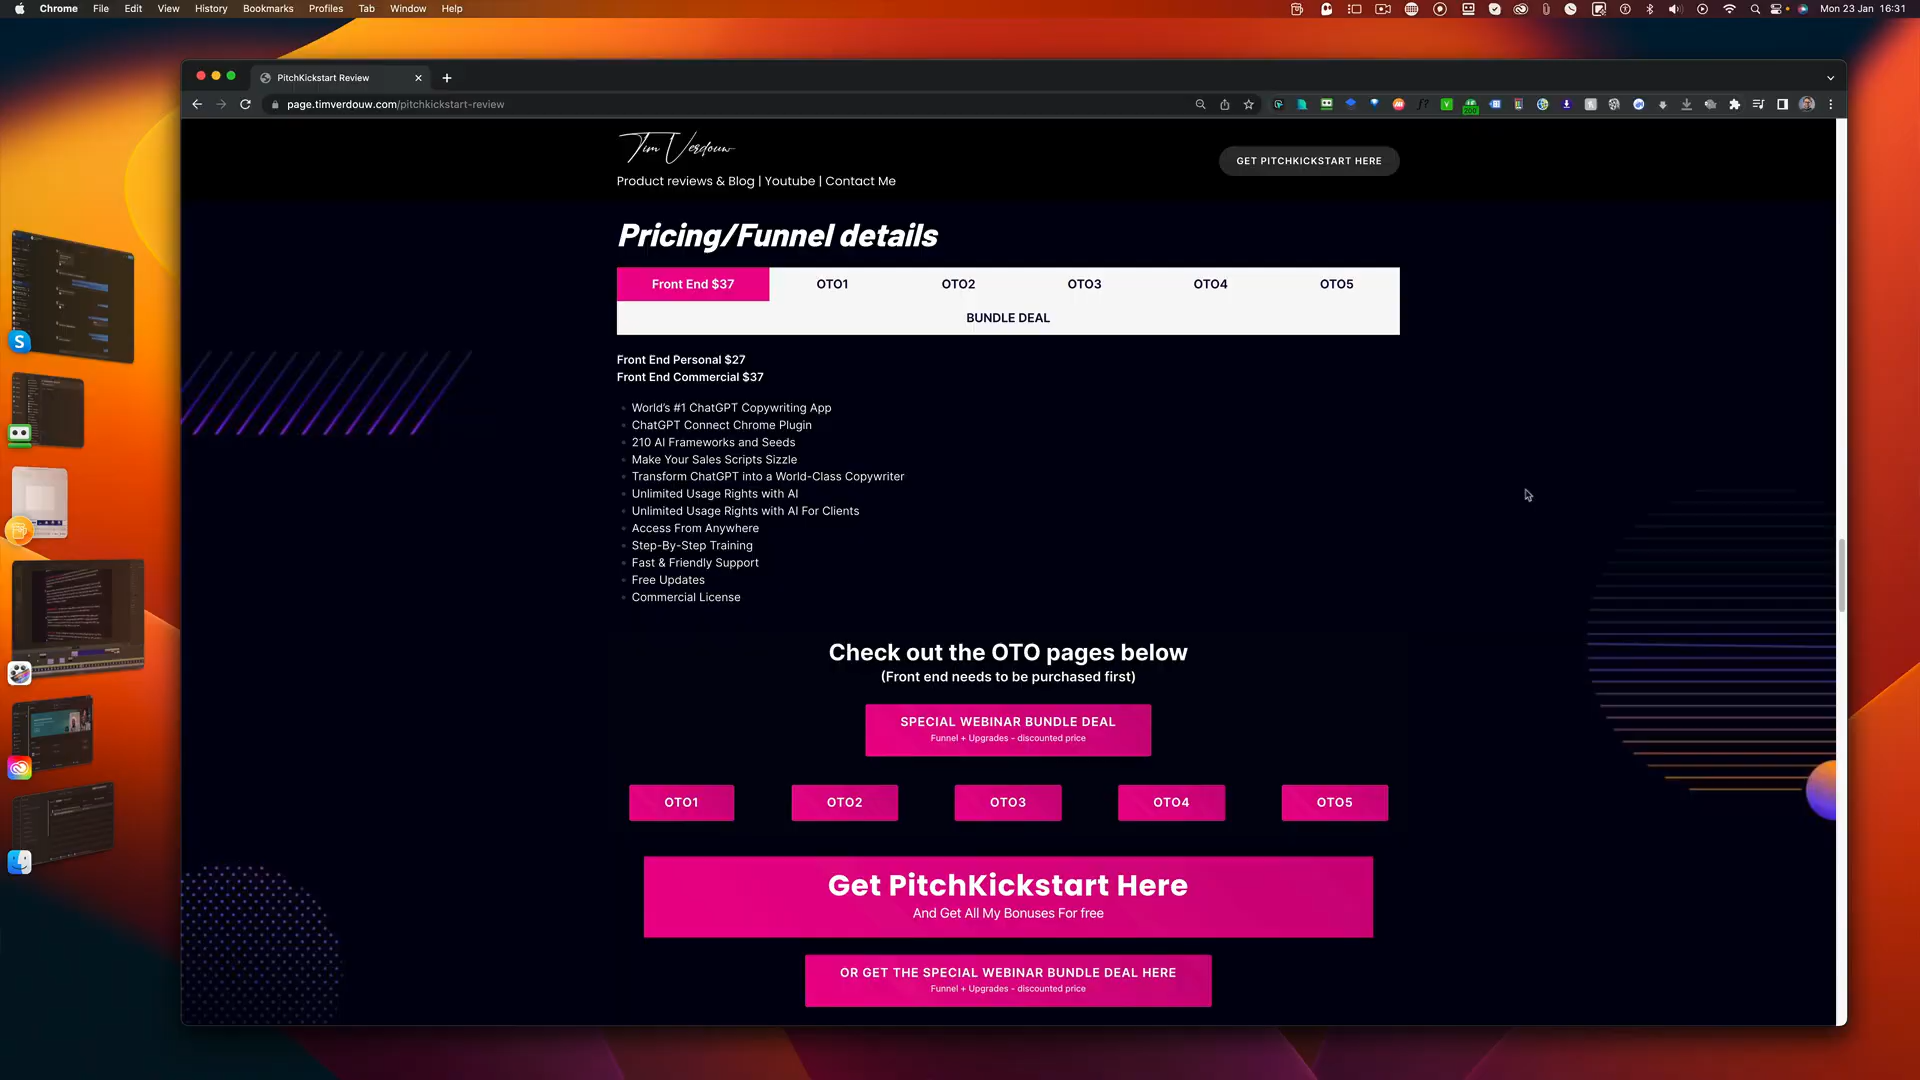 Chrome File Edit View History Bookmarks Profiles Tab Window Help
Mon 23 Jan 16:31
PitchKickstart Review
page.timverdouw.com/pitchkickstart-review
Tim Verdouw
Product reviews & Blog | Youtube | Contact Me
GET PITCHKICKSTART HERE
Pricing/Funnel details
Front End $37 OTO1 OTO2 OTO3 OTO4 OTO5
BUNDLE DEAL
Front End Personal $27
Front End Commercial $37
World's #1 ChatGPT Copywriting App
ChatGPT Connect Chrome Plugin
210 AI Frameworks and Seeds
Make Your Sales Scripts Sizzle
Transform ChatGPT into a World-Class Copywriter
Unlimited Usage Rights with AI
Unlimited Usage Rights with AI For Clients
Access From Anywhere
Step-By-Step Training
Fast & Friendly Support
Free Updates
Commercial License
Check out the OTO pages below
(Front end needs to be purchased first)
SPECIAL WEBINAR BUNDLE DEAL
Funnel + Upgrades - discounted price
OTO1 OTO2 OTO3 OTO4 OTO5
Get PitchKickstart Here
And Get All My Bonuses For free
OR GET THE SPECIAL WEBINAR BUNDLE DEAL HERE
Funnel + Upgrades - discounted price